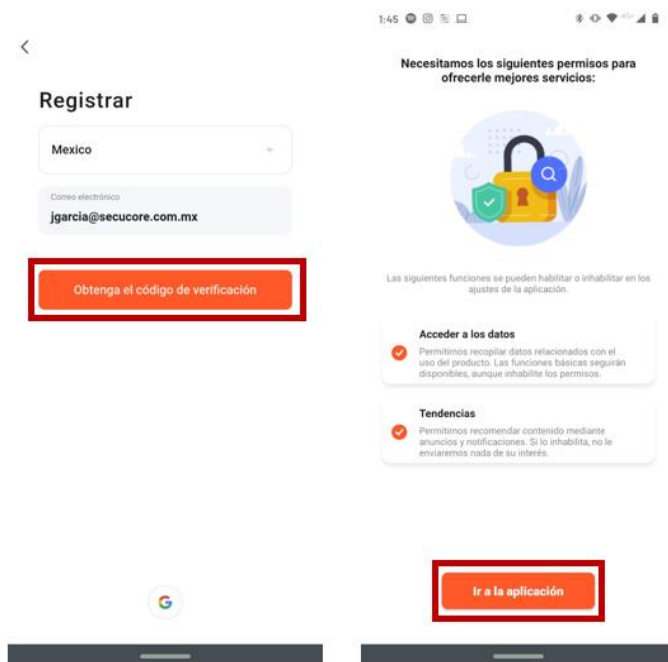 Registrar
Mexico
Correo electrónico
jgarcia@secucore.com.mx
Obtenga el código de verificación
1:45
Necesitamos los siguientes permisos para
ofrecerle mejores servicios:
Las siguientes funciones se pueden habilitar o inhabilitar en los
ajustes de la aplicación.
Acceder a los datos
Permitirnos recopilar datos relacionados con el
uso del producto. Las funciones básicas seguirán
disponibles, aunque inhabilite los permisos.
Tendencias
Permitirnos recomendar contenido mediante
anuncios y notificaciones. Si lo inhabilita, no le
enviaremos nada de su interés.
Ir a la aplicación